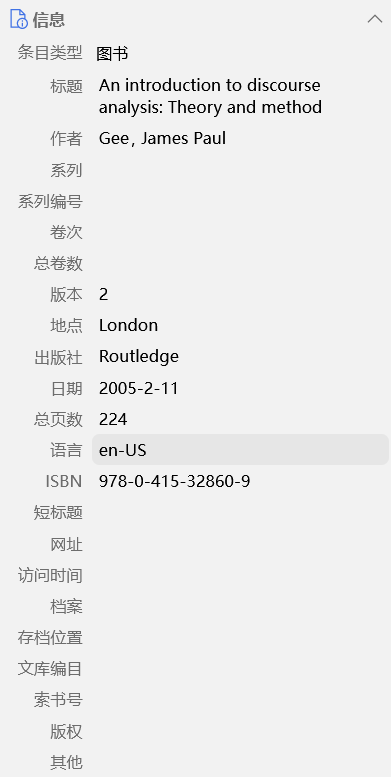 信息
条目类型 图书
标题 An introduction to discourse
analysis: Theory and method
作者 Gee, James Paul
系列
系列编号
卷次
总卷数
版本 2
地点 London
出版社 Routledge
日期 2005-2-11
总页数 224
语言 en-US
ISBN 978-0-415-32860-9
短标题
网址
访问时间
档案
存档位置
文库编目
索书号
版权
其他